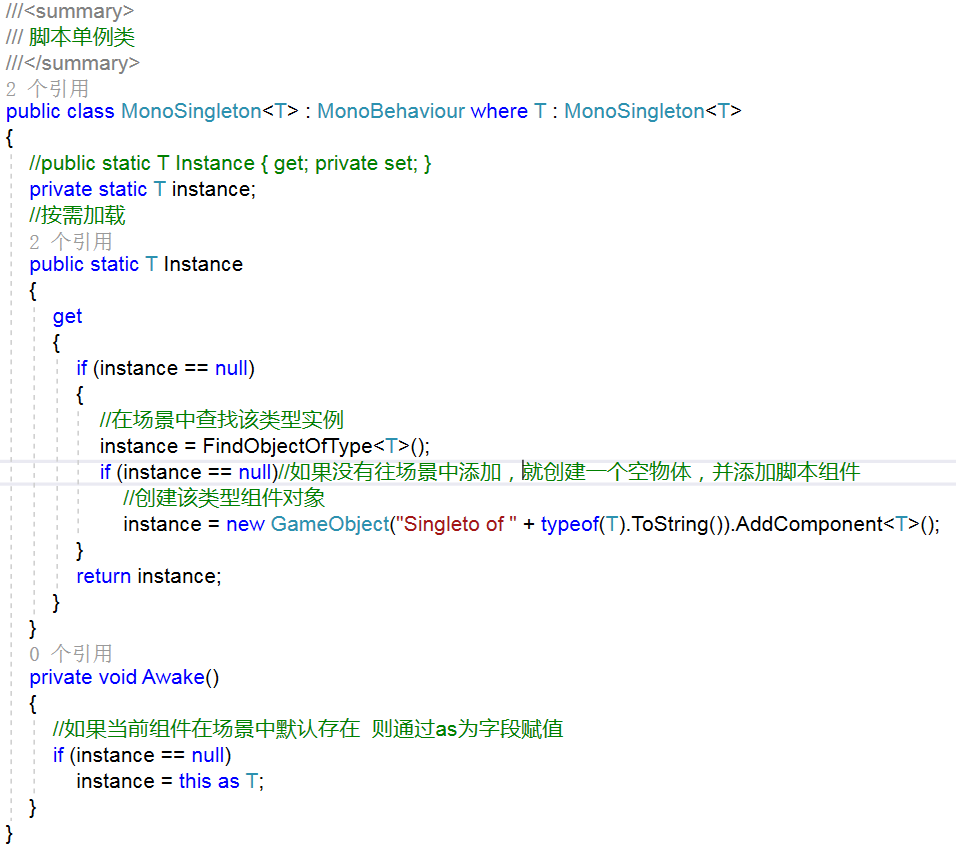 ///<summary>
/// 脚本单例类
///</summary>
2 个引用
public class MonoSingleton<T> : MonoBehaviour where T : MonoSingleton<T>
{
//public static T Instance { get; private set; }
private static T instance;
//按需加载
2 个引用
public static T Instance
{
get
{
if (instance == null)
{
//在场景中查找该类型实例
instance = FindObjectOfType<T>();
if (instance == null)//如果没有往场景中添加，就创建一个空物体，并添加脚本组件
//创建该类型组件对象
instance = new GameObject("Singleto of " + typeof(T).ToString()).AddComponent<T>();
}
return instance;
}
}
0 个引用
private void Awake()
{
//如果当前组件在场景中默认存在 则通过as为字段赋值
if (instance == null)
instance = this as T;
}
}